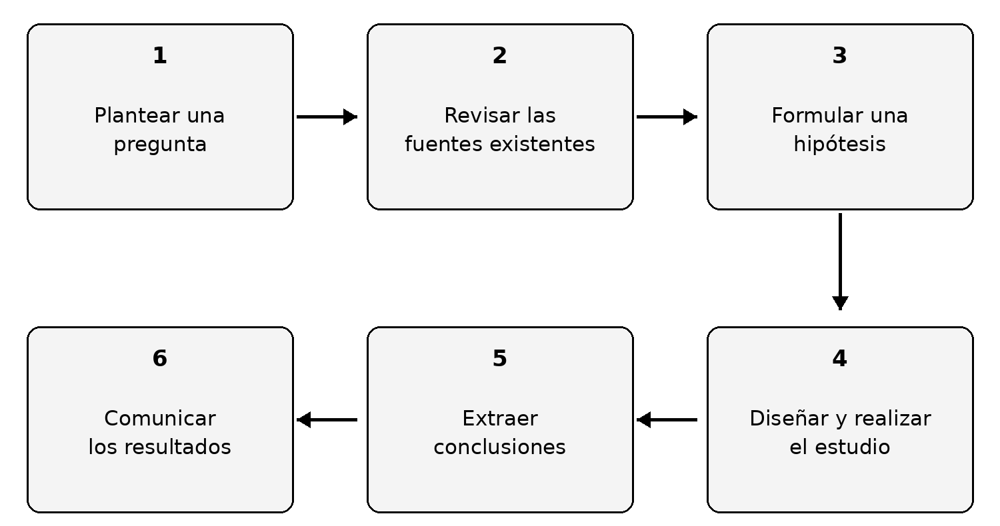 1
Plantear una
pregunta
2
Revisar las
fuentes existentes
3
Formular una
hipótesis
4
Diseñar y realizar
el estudio
5
Extraer
conclusiones
6
Comunicar
los resultados